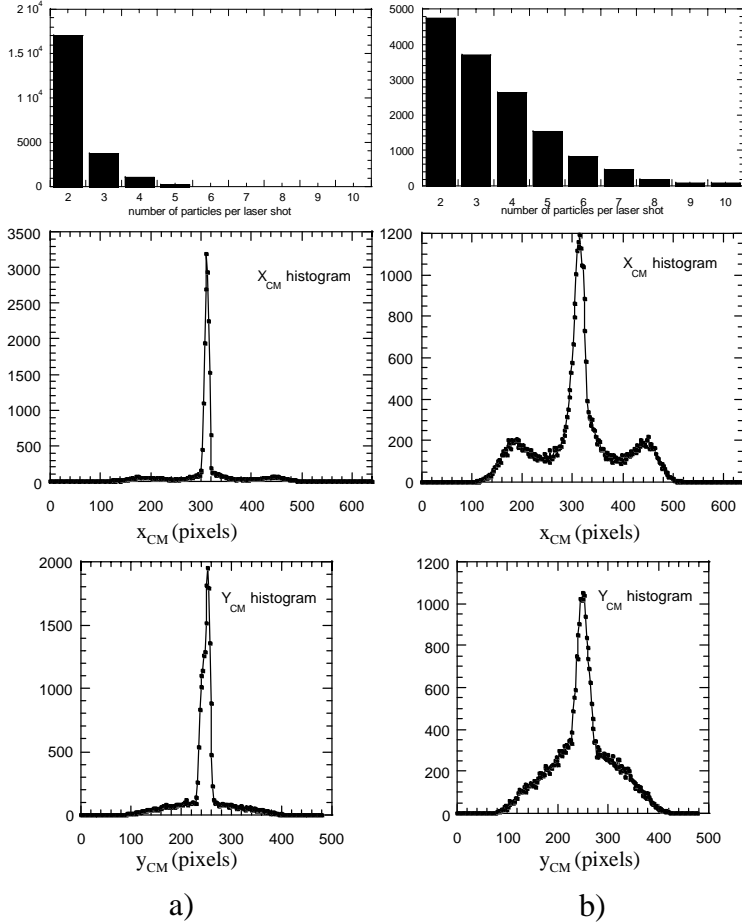 2 10⁴
1.5 10⁴
1 10⁴
5000
0
2 3 4 5 6 7 8 9 10
number of particles per laser shot
5000
4000
3000
2000
1000
0
2 3 4 5 6 7 8 9 10
number of particles per laser shot
3500
3000
2500
2000
1500
1000
500
0
X_CM histogram
0 100 200 300 400 500 600
x_CM (pixels)
1200
1000
800
600
400
200
0
X_CM histogram
0 100 200 300 400 500 600
x_CM (pixels)
2000
1500
1000
500
0
Y_CM histogram
0 100 200 300 400 500
y_CM (pixels)
1200
1000
800
600
400
200
0
Y_CM histogram
0 100 200 300 400 500
y_CM (pixels)
a)
b)